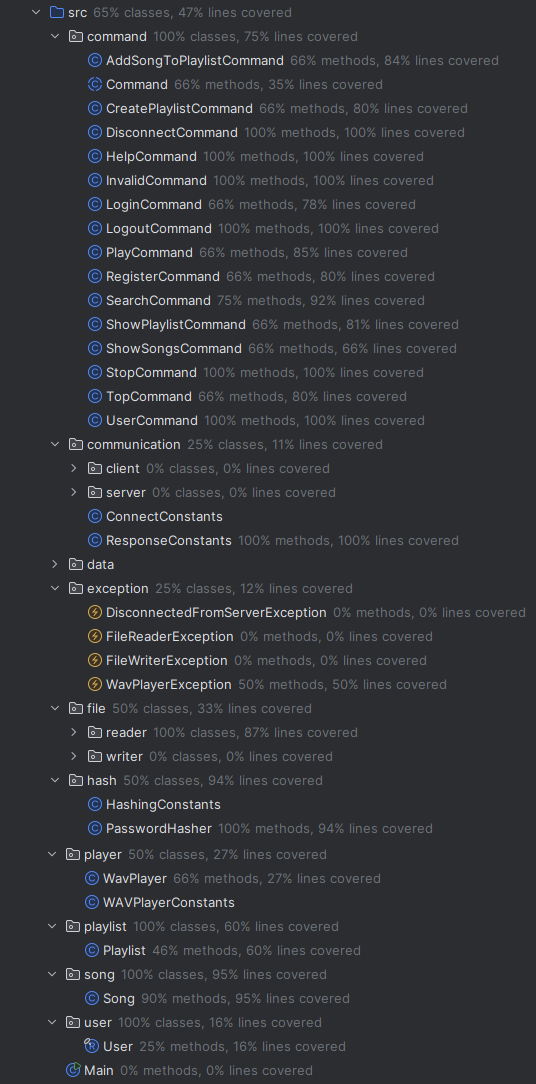 src 65% classes, 47% lines covered
command 100% classes, 75% lines covered
AddSongToPlaylistCommand 66% methods, 84% lines covered
Command 66% methods, 35% lines covered
CreatePlaylistCommand 66% methods, 80% lines covered
DisconnectCommand 100% methods, 100% lines covered
HelpCommand 100% methods, 100% lines covered
InvalidCommand 100% methods, 100% lines covered
LoginCommand 66% methods, 78% lines covered
LogoutCommand 100% methods, 100% lines covered
PlayCommand 66% methods, 85% lines covered
RegisterCommand 66% methods, 80% lines covered
SearchCommand 75% methods, 92% lines covered
ShowPlaylistCommand 66% methods, 81% lines covered
ShowSongsCommand 66% methods, 66% lines covered
StopCommand 100% methods, 100% lines covered
TopCommand 66% methods, 80% lines covered
UserCommand 100% methods, 100% lines covered
communication 25% classes, 11% lines covered
client 0% classes, 0% lines covered
server 0% classes, 0% lines covered
ConnectConstants
ResponseConstants 100% methods, 100% lines covered
data
exception 25% classes, 12% lines covered
DisconnectedFromServerException 0% methods, 0% lines covered
FileReaderException 0% methods, 0% lines covered
FileWriterException 0% methods, 0% lines covered
WavPlayerException 50% methods, 50% lines covered
file 50% classes, 33% lines covered
reader 100% classes, 87% lines covered
writer 0% classes, 0% lines covered
hash 50% classes, 94% lines covered
HashingConstants
PasswordHasher 100% methods, 94% lines covered
player 50% classes, 27% lines covered
WavPlayer 66% methods, 27% lines covered
WAVPlayerConstants
playlist 100% classes, 60% lines covered
Playlist 46% methods, 60% lines covered
song 100% classes, 95% lines covered
Song 90% methods, 95% lines covered
user 100% classes, 16% lines covered
User 25% methods, 16% lines covered
Main 0% methods, 0% lines covered